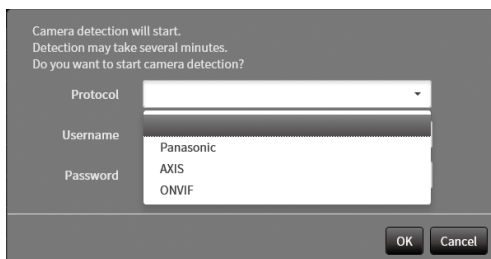 Camera detection will start.
Detection may take several minutes.
Do you want to start camera detection?
Protocol
Username
Panasonic
AXIS
Password
ONVIF
OK Cancel